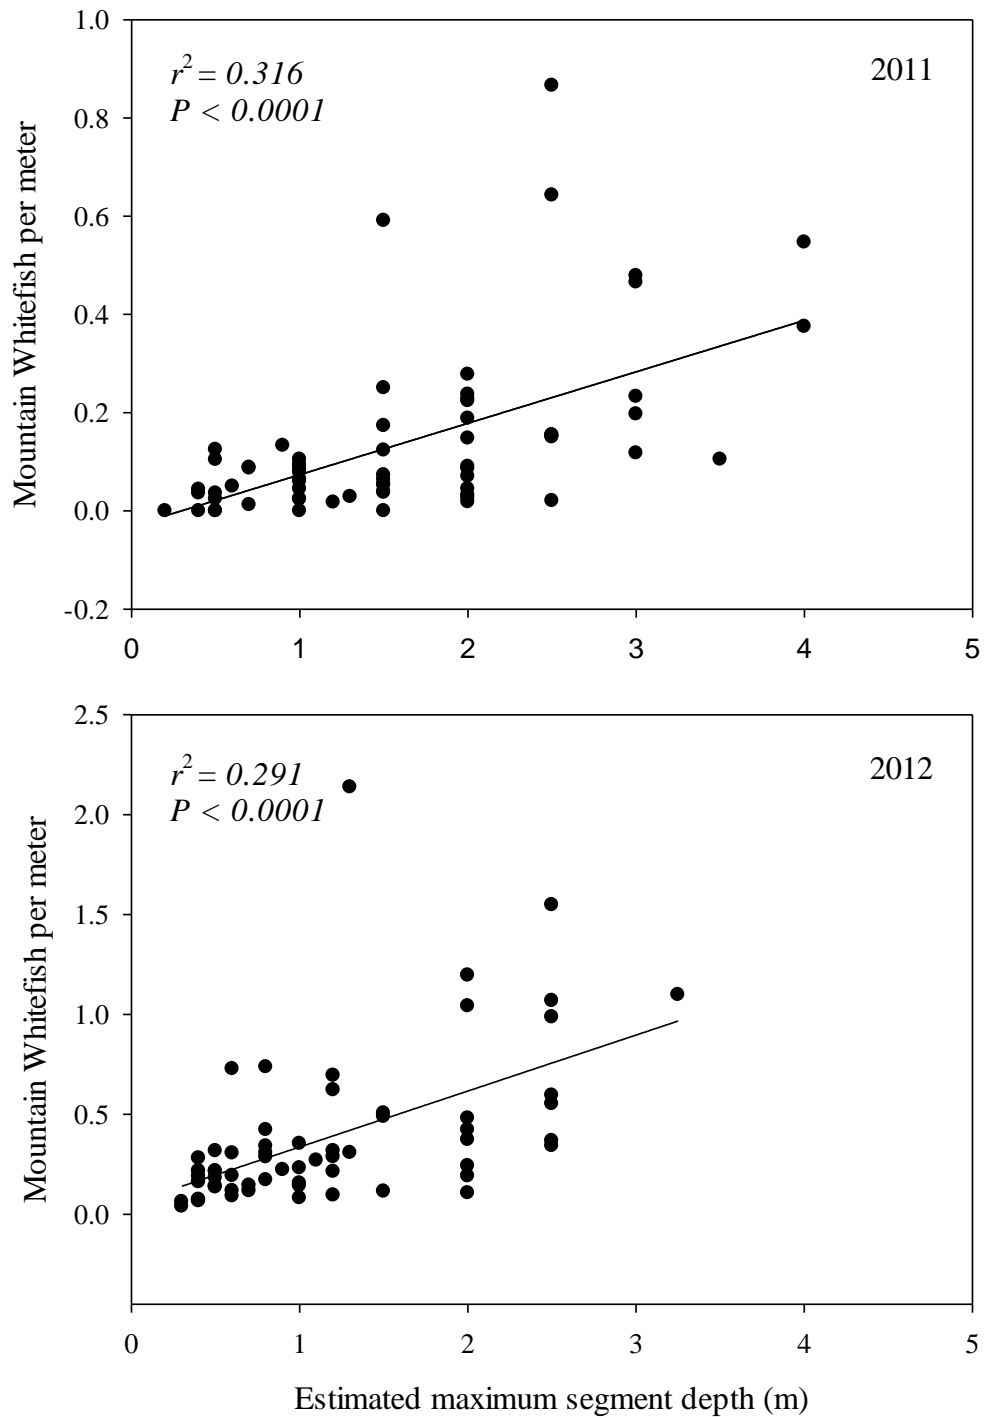 1.0
0.8
0.6
0.4
0.2
0.0
-0.2
Mountain Whitefish per meter
r² = 0.316
P < 0.0001
2011
0 1 2 3 4 5
2.5
2.0
1.5
1.0
0.5
0.0
Mountain Whitefish per meter
r² = 0.291
P < 0.0001
2012
0 1 2 3 4 5
Estimated maximum segment depth (m)